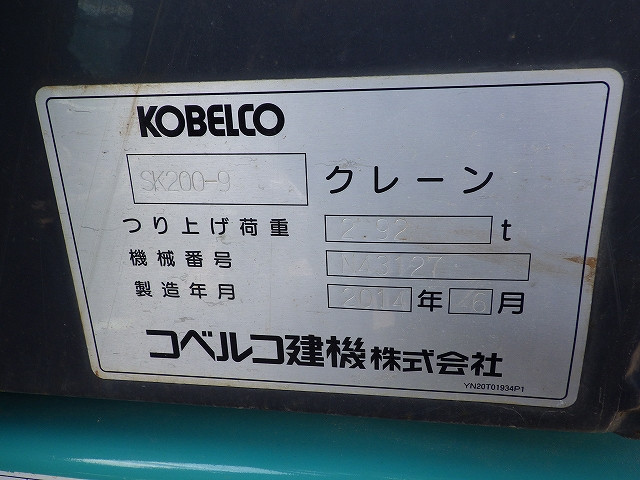 KOBELCO
SK200-9 クレーン
つり上げ荷重 2.92 t
機械番号
製造年月 2014 年 6 月
コベルコ建機株式会社
YN20T01934P1